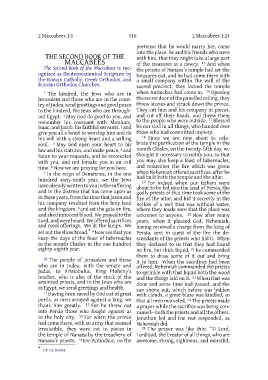 2 Maccabees 1:1
516
2 Maccabees 1:24
THE SECOND BOOK OF THE
MACCABEES
The Second Book of the Maccabees is rec-
ognized as Deuterocanonical Scripture by
the Roman Catholic, Greek Orthodox, and
Russian Orthodox Churches.
1 The kindred, the Jews who are in
Jerusalem and those who are in the coun-
try of Judea, send greetings and good peace
to the kindred, the Jews who are through-
out Egypt. 2 May God do good to you, and
remember his covenant with Abraham,
Isaac, and Jacob, his faithful servants, 3 and
give you all a heart to worship him and do
his will with a strong heart and a willing
soul. 4 May God open your heart to his
law and his statutes, and make peace, 5 and
listen to your requests, and be reconciled
with you, and not forsake you in an evil
time. 6 Now we are praying for you here.
7 In the reign of Demetrius, in the one
hundred sixty-ninth year, we the Jews
have already written to you in the suffering
and in the distress that has come upon us
in these years, from the time that Jason and
his company revolted from the holy land
and the kingdom, 8 and set the gate on fire,
and shed innocent blood. We prayed to the
Lord, and were heard. We offered sacrifices
and meal offerings. We lit the lamps. We
set out the show bread. 9 Now see that you
keep the days of the feast of tabernacles
in the month Chislev in the one hundred
eighty-eighth year.
10 The people of Jerusalem and those
who are in Judea, with the senate and
Judas, to Aristobulus, King Ptolemy's
teacher, who is also of the stock of the
anointed priests, and to the Jews who are
in Egypt, we send greetings and health.
11 Having been saved by God out of great
perils, as men arrayed against a king, we
thank him greatly. 12 For he threw out
into Persia those who fought against us
in the holy city. 13 For when the prince
had come there, with an army that seemed
irresistible, they were cut to pieces in
the temple of Nanaea by the treachery of
Nanaea's priests. 14 For Antiochus, on the
pretense that he would marry her, came
into the place, he and his friends who were
with him, that they might take a large part
of the treasures as a dowry. 15 And when
the priests of Nanaea's temple had set the
treasures out, and he had come there with
a small company within the wall of the
sacred precinct, they locked the temple
when Antiochus had come in. 16 Opening
the secret door of the panelled ceiling, they
threw stones and struck down the prince.
They cut him and his company in pieces,
and cut off their heads, and threw them
to the people who were outside. 17 Blessed
be our God in all things, who handed over
those who had committed impiety.
18 Since we are now about to cele-
brate the purification of the temple in the
month Chislev, on the twenty-fifth day, we
thought it necessary to notify you, so that
you may also keep a feast of tabernacles,
and remember the fire which was given
when Nehemiah offered sacrifices, after he
had built both the temple and the altar.
19 For indeed when our fathers were
about to be led into the land of Persia, the
godly priests of that time took some of the
fire of the altar, and hid it secretly in the
hollow of a well that was without water,
where they made sure that the place was
unknown to anyone. 20 Now after many
years, when it pleased God, Nehemiah,
having received a charge from the king of
Persia, sent in quest of the fire the de-
scendants of the priests who hid it. When
they declared to us that they had found
no fire, but thick liquid, 21 he commanded
them to draw some of it out and bring
it to him. When the sacrifices had been
offered, Nehemiah commanded the priests
to sprinkle with that liquid both the wood
and the things laid on it. 22 When that was
done and some time had passed, and the
sun shone out, which before was hidden
with clouds, a great blaze was kindled, so
that all men marveled. 23 The priests made
a prayer while the sacrifice was being con-
sumed—both the priests and all the others.
Jonathan led and the rest responded, as
Nehemiah did.
24 The prayer was like this: "O Lord,
Lord God, the Creator of all things, who are
awesome, strong, righteous, and merciful,